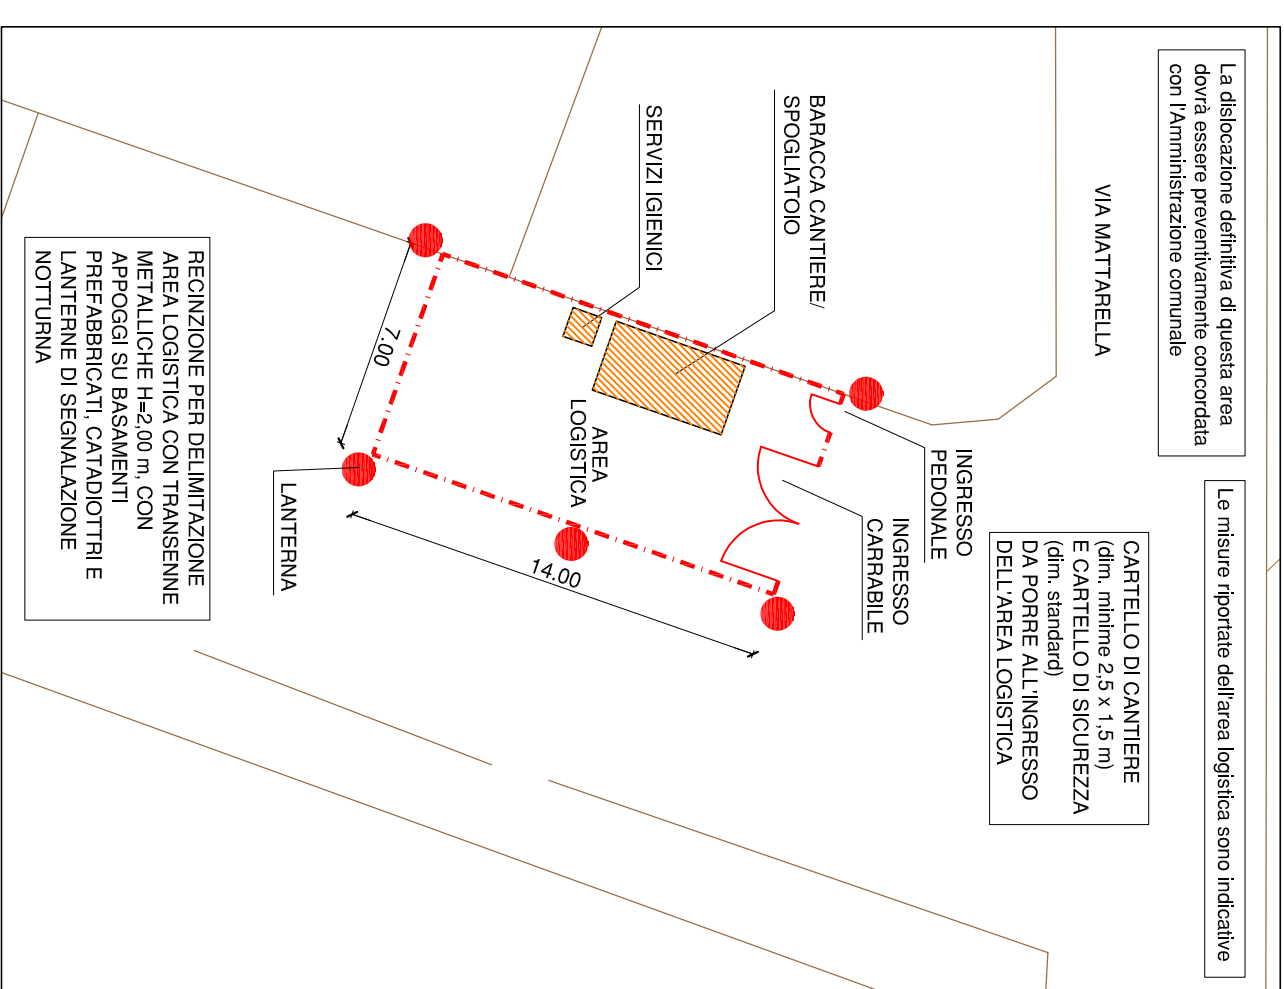 La dislocazione definitiva di questa area
dovrà essere preventivamente concordata
con l'Amministrazione comunale
Le misure riportate dell'area logistica sono indicative
VIA MATTARELLA
CARTELLO DI CANTIERE
(dim. minime 2,5 x 1,5 m)
E CARTELLO DI SICUREZZA
(dim. standard)
DA PORRE ALL'INGRESSO
DELL'AREA LOGISTICA
INGRESSO
PEDONALE
INGRESSO
CARRABILE
BARACCA CANTIERE/
SPOGLIATOIO
SERVIZI IGIENICI
AREA
LOGISTICA
14.00
7.00
LANTERNA
RECINZIONE PER DELIMITAZIONE
AREA LOGISTICA CON TRANSENNE
METALLICHE H=2,00 m, CON
APPOGGI SU BASAMENTI
PREFABBRICATI, CATADIOTTRI E
LANTERNE DI SEGNALAZIONE
NOTTURNA